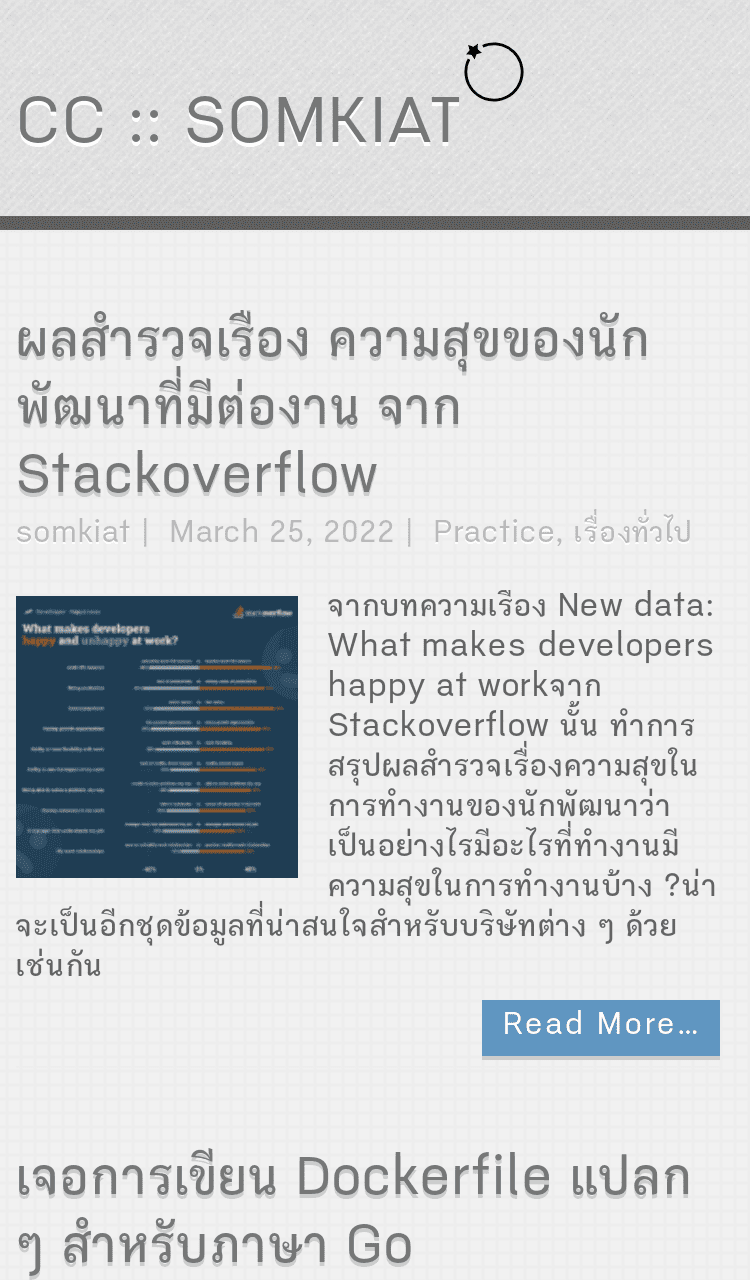 CC :: SOMKIAT
ผลสำรวจเรื่อง ความสุขของนัก
พัฒนาที่มีต่องาน จาก
Stackoverflow
somkiat | March 25, 2022 | Practice, เรื่องทั่วไป
What makes developers
happy and unhappy at work?
จากบทความเรื่อง New data:
What makes developers
happy at workจาก
Stackoverflow นั้น ทำการ
สรุปผลสำรวจเรื่องความสุขใน
การทำงานของนักพัฒนาว่า
เป็นอย่างไรมีอะไรที่ทำงานมี
ความสุขในการทำงานบ้าง ?น่า
จะเป็นอีกชุดข้อมูลที่น่าสนใจสำหรับบริษัทต่าง ๆ ด้วย
เช่นกัน
Read More…
เจอการเขียน Dockerfile แปลก
ๆ สำหรับภาษา Go